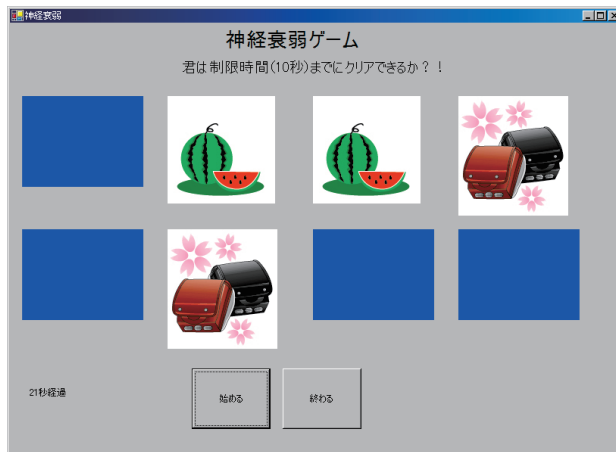 神経衰弱
神経衰弱ゲーム
君は制限時間(10秒)までにクリアできるか？！
21秒経過
始める
終わる